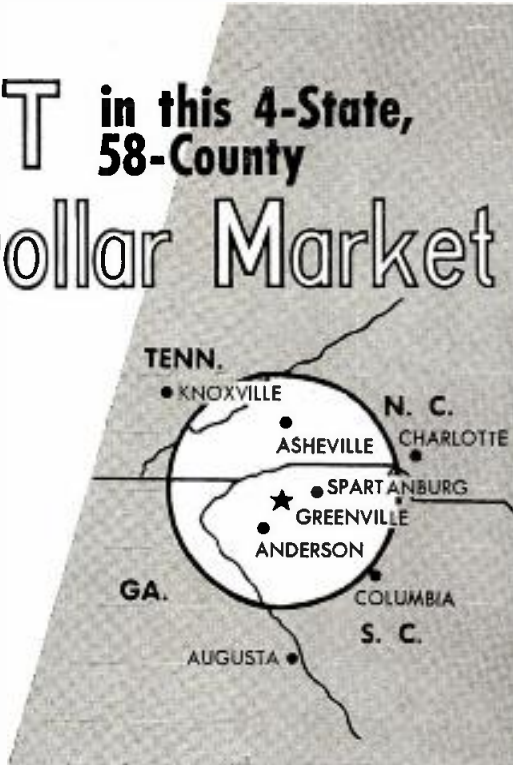 T in this 4-State,
58-County
ollar Market
TENN.
KNOXVILLE
N. C.
CHARLOTTE
ASHEVILLE
SPARTANBURG
GREENVILLE
ANDERSON
GA.
COLUMBIA
S. C.
AUGUSTA